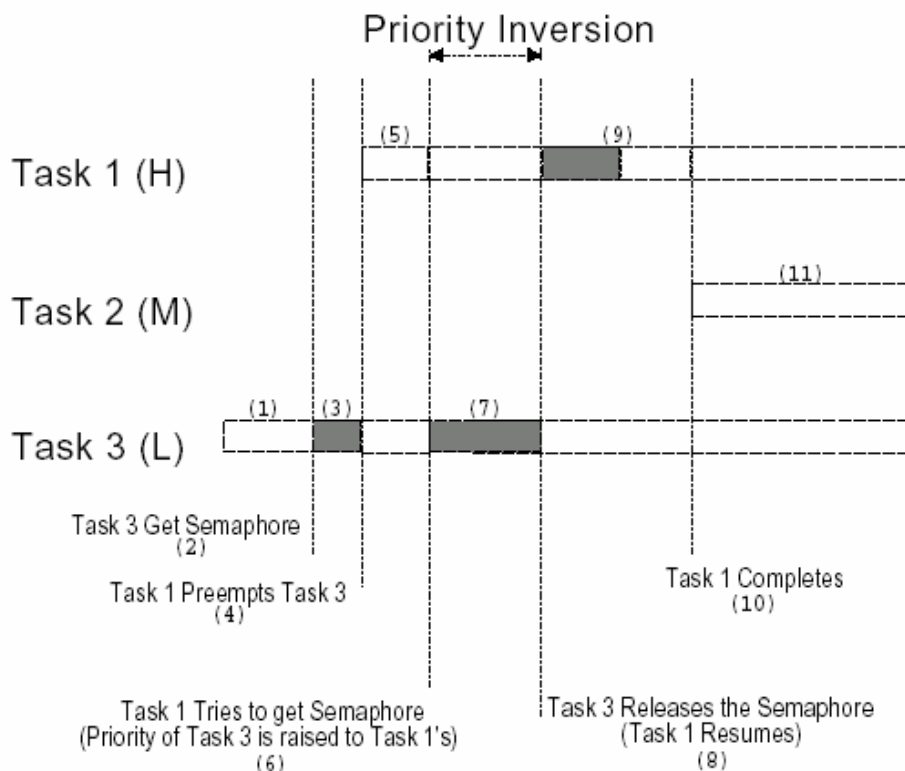 Priority Inversion
(5)
(9)
Task 1 (H)
(11)
Task 2 (M)
(1)
(3)
(7)
Task 3 (L)
Task 3 Get Semaphore
(2)
Task 1 Preempts Task 3
(4)
Task 1 Completes
(10)
Task 1 Tries to get Semaphore
(Priority of Task 3 is raised to Task 1's)
(6)
Task 3 Releases the Semaphore
(Task 1 Resumes)
(8)